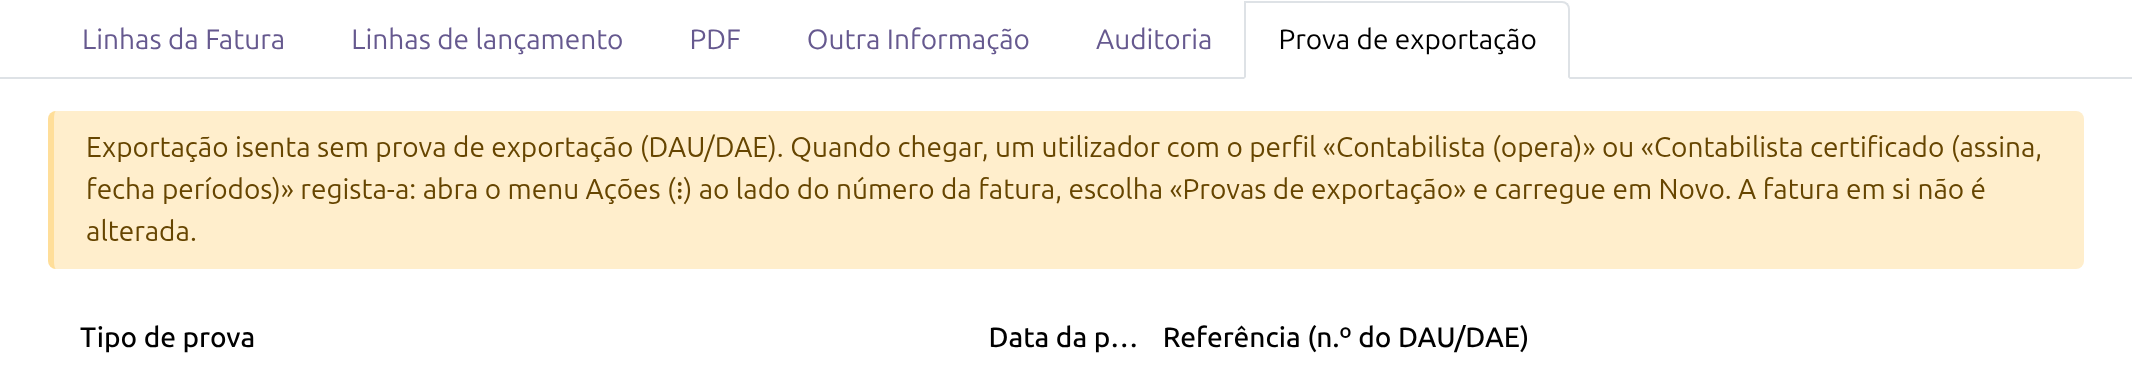 Linhas da Fatura Linhas de lançamento PDF Outra Informação Auditoria Prova de exportação
Exportação isenta sem prova de exportação (DAU/DAE). Quando chegar, um utilizador com o perfil «Contabilista (opera)» ou «Contabilista certificado (assina,
fecha períodos)» regista-a: abra o menu Ações (⋮) ao lado do número da fatura, escolha «Provas de exportação» e carregue em Novo. A fatura em si não é
alterada.
Tipo de prova Data da p… Referência (n.º do DAU/DAE)